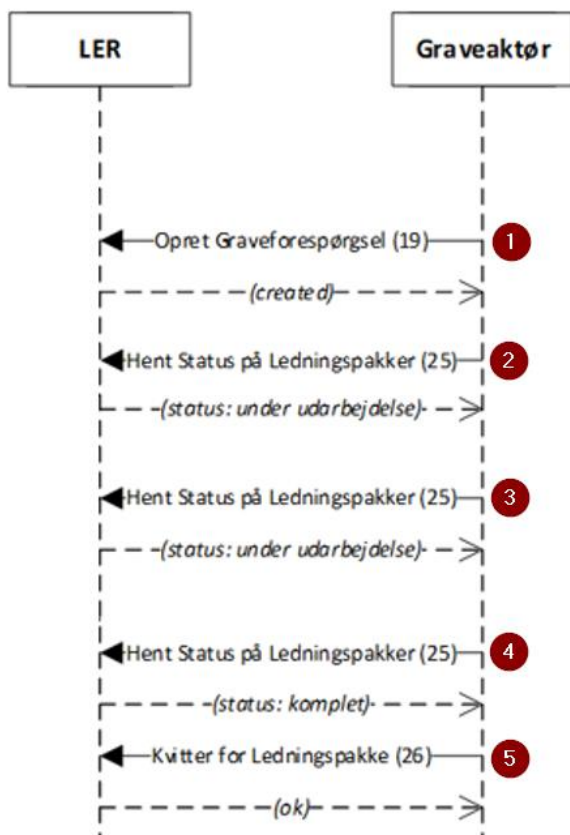 LER
Graveaktør
Opret Graveforespørgsel (19)
1
(created)
Hent Status på Ledningspakker (25)
2
(status: under udarbejdelse)
Hent Status på Ledningspakker (25)
3
(status: under udarbejdelse)
Hent Status på Ledningspakker (25)
4
(status: komplet)
Kvitter for Ledningspakke (26)
5
(ok)